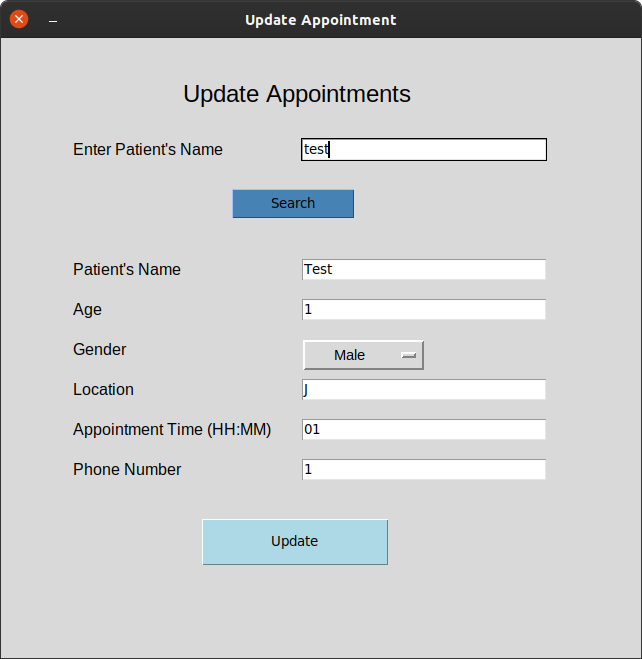 Update Appointment
Update Appointments
Enter Patient's Name test
Search
Patient's Name Test
Age 1
Gender Male
Location J
Appointment Time (HH:MM) 01
Phone Number 1
Update